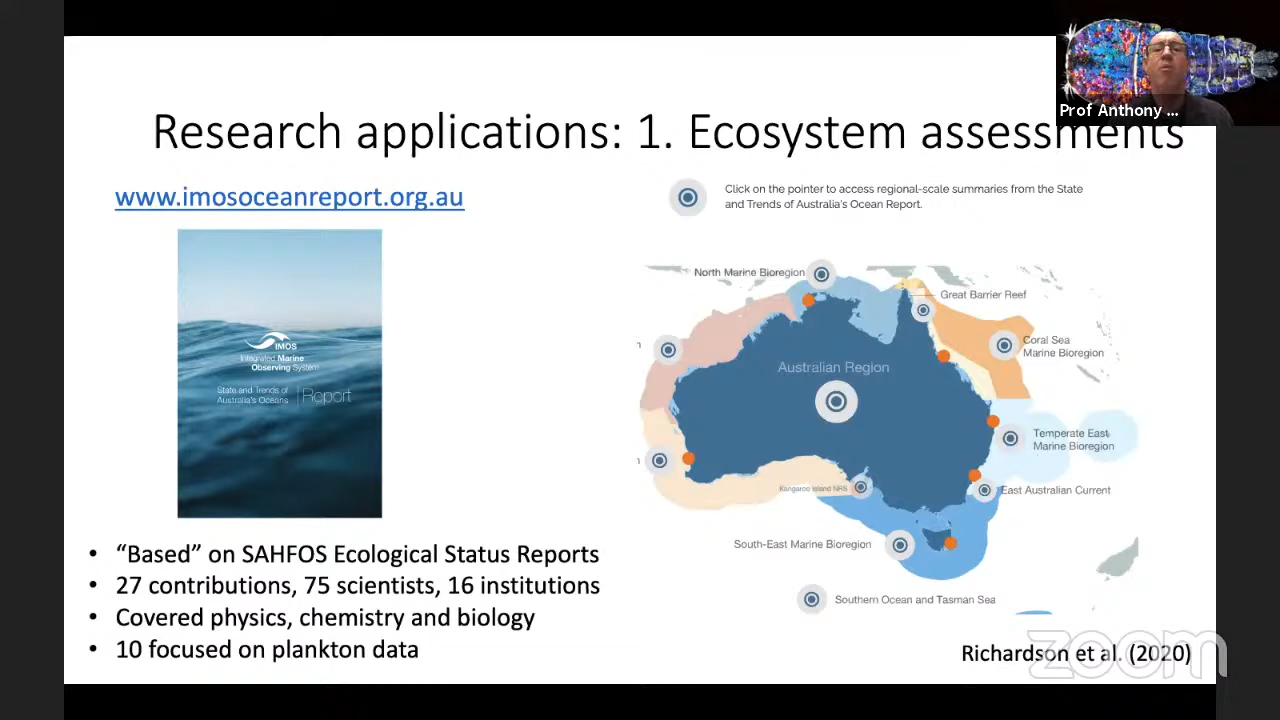 Prof Anthony ...
Research applications: 1. Ecosystem assessments
www.imosoceanreport.org.au
Click on the pointer to access regional-scale summaries from the State
and Trends of Australia's Ocean Report.
IMOS
Integrated Marine
Observing System
State and Trends of
Australia's Oceans
Report
North Marine Bioregion
Great Barrier Reef
Coral Sea
Marine Bioregion
Australian Region
Temperate East
Marine Bioregion
Kangaroo Island NRS
East Australian Current
South-East Marine Bioregion
Southern Ocean and Tasman Sea
• “Based” on SAHFOS Ecological Status Reports
• 27 contributions, 75 scientists, 16 institutions
• Covered physics, chemistry and biology
• 10 focused on plankton data
Richardson et al. (2020)
zoom